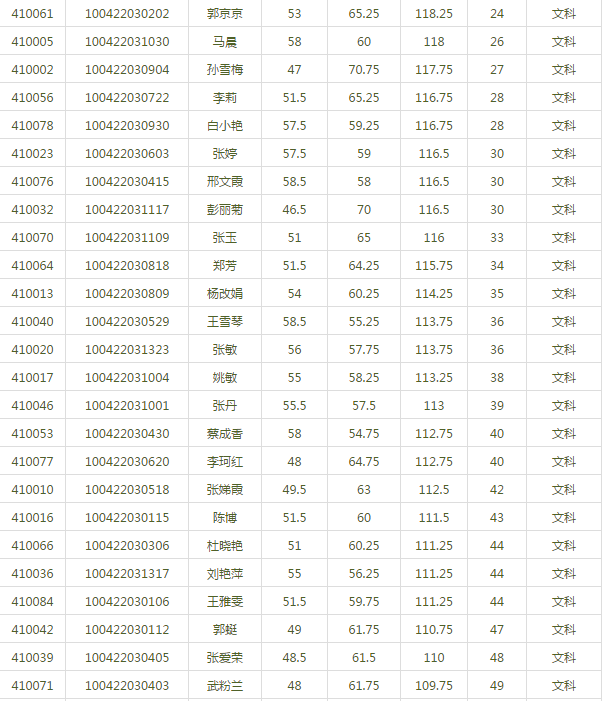 410061 100422030202 郭京京 53 65.25 118.25 24 文科
410005 100422031030 马晨 58 60 118 26 文科
410002 100422030904 孙雪梅 47 70.75 117.75 27 文科
410056 100422030722 李莉 51.5 65.25 116.75 28 文科
410078 100422030930 白小艳 57.5 59.25 116.75 28 文科
410023 100422030603 张婷 57.5 59 116.5 30 文科
410076 100422030415 邢文霞 58.5 58 116.5 30 文科
410032 100422031117 彭丽菊 46.5 70 116.5 30 文科
410070 100422031109 张玉 51 65 116 33 文科
410064 100422030818 郑芳 51.5 64.25 115.75 34 文科
410013 100422030809 杨改娟 54 60.25 114.25 35 文科
410040 100422030529 王雪琴 58.5 55.25 113.75 36 文科
410020 100422031323 张敏 56 57.75 113.75 36 文科
410017 100422031004 姚敏 55 58.25 113.25 38 文科
410046 100422031001 张丹 55.5 57.5 113 39 文科
410053 100422030430 蔡成香 58 54.75 112.75 40 文科
410077 100422030620 李珂红 48 64.75 112.75 40 文科
410010 100422030518 张娣霞 49.5 63 112.5 42 文科
410016 100422030115 陈博 51.5 60 111.5 43 文科
410066 100422030306 杜晓艳 51 60.25 111.25 44 文科
410036 100422031317 刘艳萍 55 56.25 111.25 44 文科
410084 100422030106 王雅雯 51.5 59.75 111.25 44 文科
410042 100422030112 郭蜓 49 61.75 110.75 47 文科
410039 100422030405 张爱荣 48.5 61.5 110 48 文科
410071 100422030403 武粉兰 48 61.75 109.75 49 文科